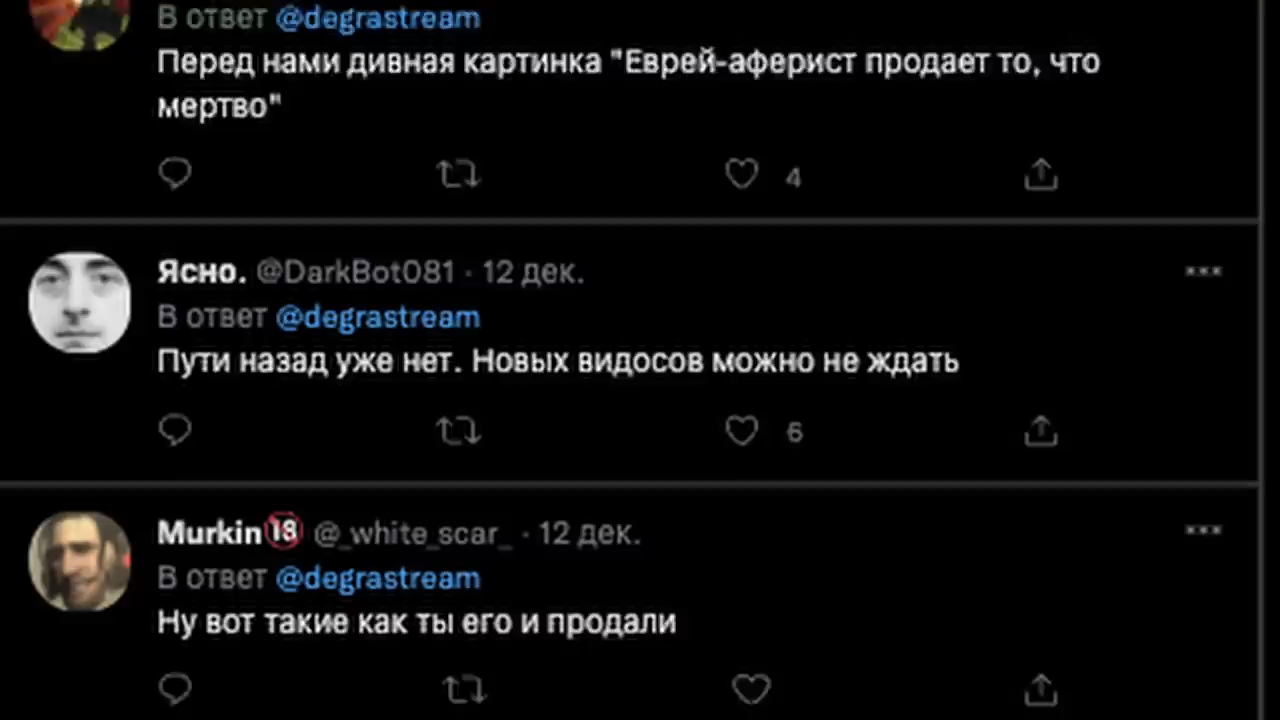 В ответ @degrastream
Перед нами дивная картинка "Еврей-аферист продает то, что
мертво"
4
Ясно. @DarkBot081 · 12 дек.
В ответ @degrastream
Пути назад уже нет. Новых видосов можно не ждать
6
Murkin🔞 @_white_scar_ · 12 дек.
В ответ @degrastream
Ну вот такие как ты его и продали